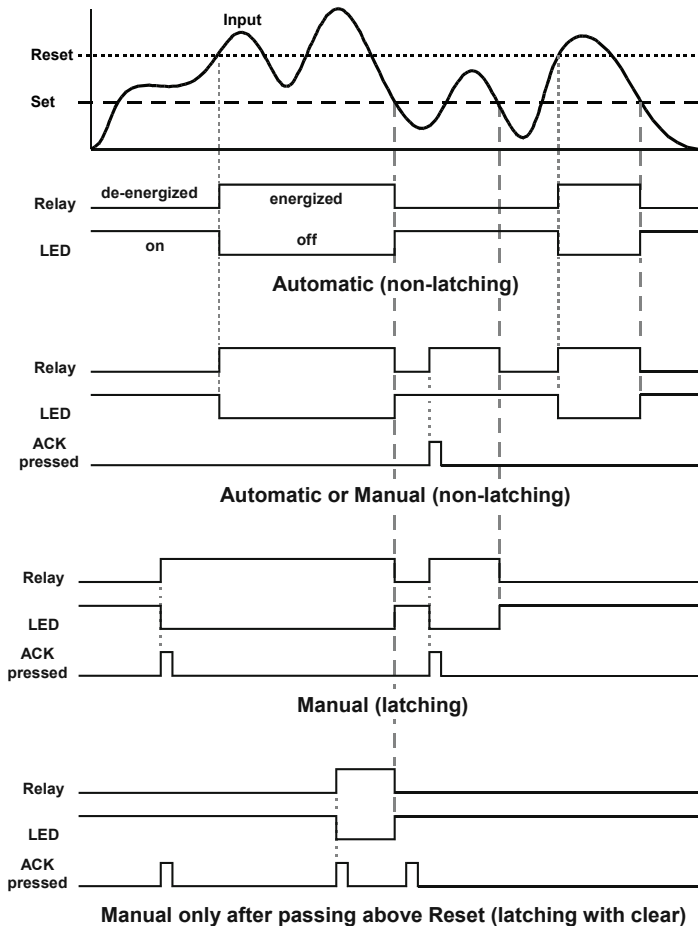 Input
Reset
Set
de-energized energized
Relay
LED
on off
Automatic (non-latching)
Relay
LED
ACK
pressed
Automatic or Manual (non-latching)
Relay
LED
ACK
pressed
Manual (latching)
Relay
LED
ACK
pressed
Manual only after passing above Reset (latching with clear)